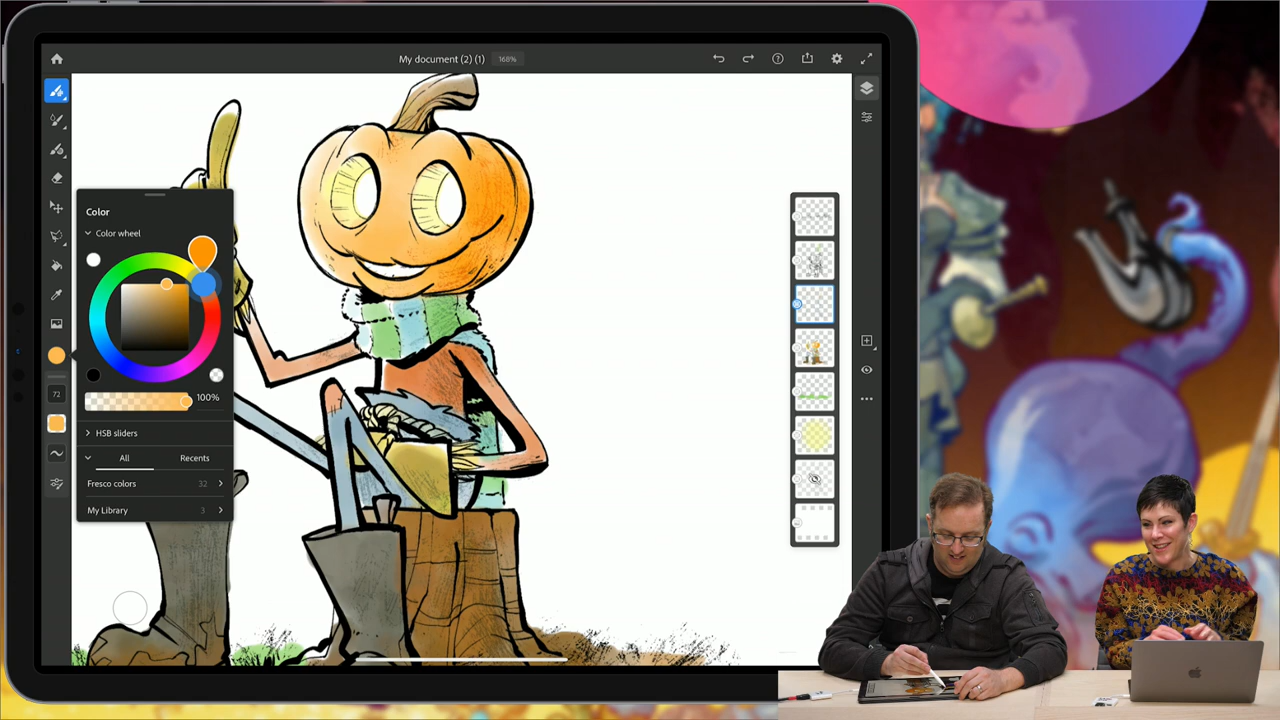 My document (2) (1) 168%
Color
Color wheel
100%
72
HSB sliders
All Recents
Fresco colors 32
My Library 3